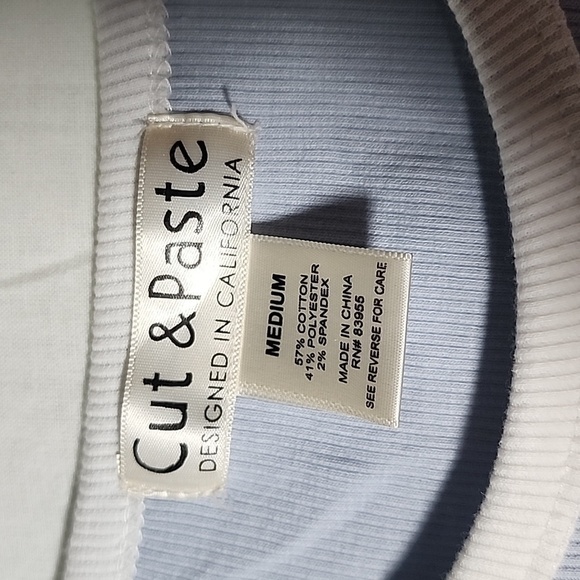 Cut & Paste
DESIGNED IN CALIFORNIA
MEDIUM
57% COTTON
41% POLYESTER
2% SPANDEX
MADE IN CHINA
RN# 83955
SEE REVERSE FOR CARE